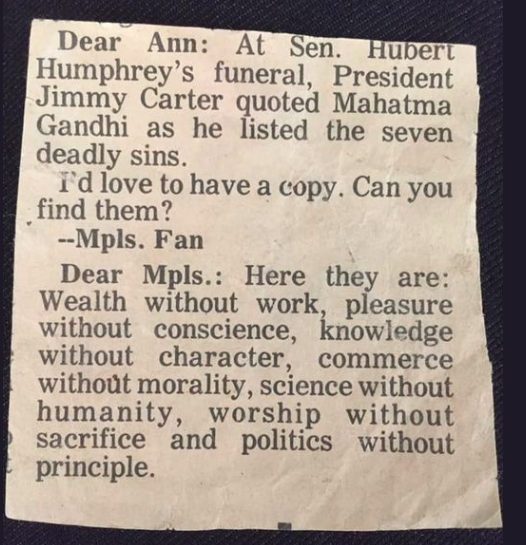 Dear Ann: At Sen. Hubert
Humphrey's funeral, President
Jimmy Carter quoted Mahatma
Gandhi as he listed the seven
deadly sins.
I'd love to have a copy. Can you
find them?
--Mpls. Fan
Dear Mpls.: Here they are:
Wealth without work, pleasure
without conscience, knowledge
without character, commerce
without morality, science without
humanity, worship without
sacrifice and politics without
principle.